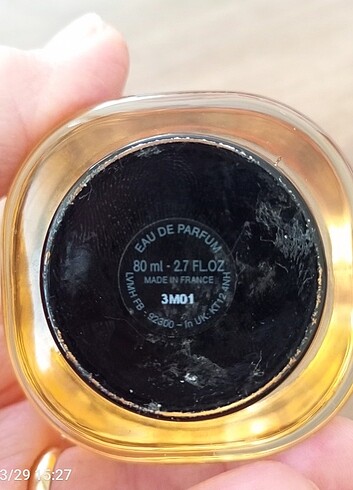 EAU DE PARFUM
80 ml - 2.7 FL.OZ
MADE IN FRANCE
3M01
LVMH FB - 92300 - In UK: KT12 4NH
3/29 15:27